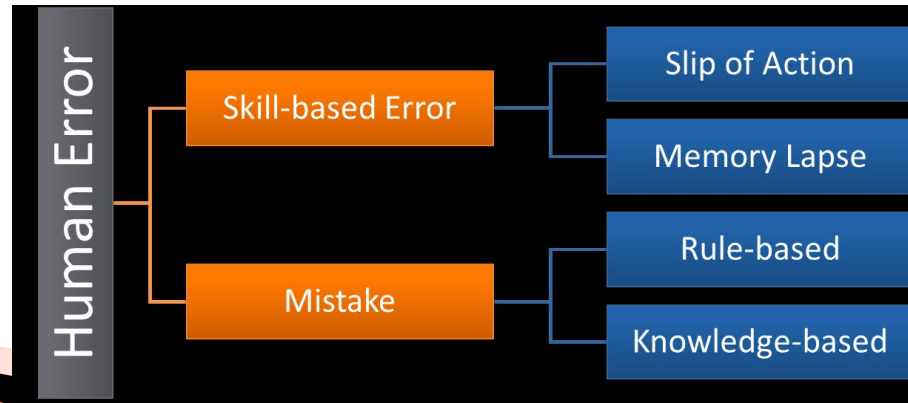 Human Error
Skill-based Error
Slip of Action
Memory Lapse
Mistake
Rule-based
Knowledge-based